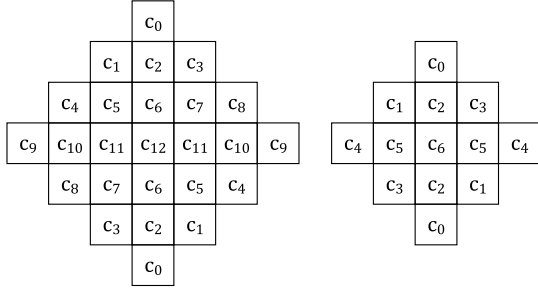 c₀
c₁ c₂ c₃
c₄ c₅ c₆ c₇ c₈
c₉ c₁₀ c₁₁ c₁₂ c₁₁ c₁₀ c₉
c₈ c₇ c₆ c₅ c₄
c₃ c₂ c₁
c₀
c₀
c₁ c₂ c₃
c₄ c₅ c₆ c₅ c₄
c₃ c₂ c₁
c₀